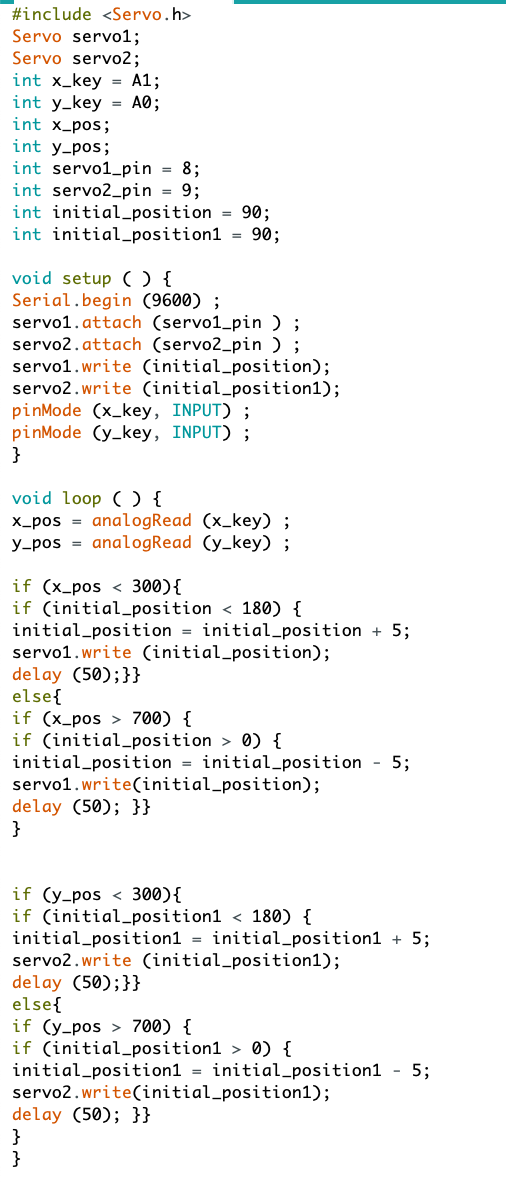 #include <Servo.h>
Servo servo1;
Servo servo2;
int x_key = A1;
int y_key = A0;
int x_pos;
int y_pos;
int servo1_pin = 8;
int servo2_pin = 9;
int initial_position = 90;
int initial_position1 = 90;
void setup ( ) {
Serial.begin (9600) ;
servo1.attach (servo1_pin ) ;
servo2.attach (servo2_pin ) ;
servo1.write (initial_position);
servo2.write (initial_position1);
pinMode (x_key, INPUT) ;
pinMode (y_key, INPUT) ;
}
void loop ( ) {
x_pos = analogRead (x_key) ;
y_pos = analogRead (y_key) ;
if (x_pos < 300){
if (initial_position < 180) {
initial_position = initial_position + 5;
servo1.write (initial_position);
delay (50);}}
else{
if (x_pos > 700) {
if (initial_position > 0) {
initial_position = initial_position - 5;
servo1.write(initial_position);
delay (50); }}
}
if (y_pos < 300){
if (initial_position1 < 180) {
initial_position1 = initial_position1 + 5;
servo2.write (initial_position1);
delay (50);}}
else{
if (y_pos > 700) {
if (initial_position1 > 0) {
initial_position1 = initial_position1 - 5;
servo2.write(initial_position1);
delay (50); }}
}
}